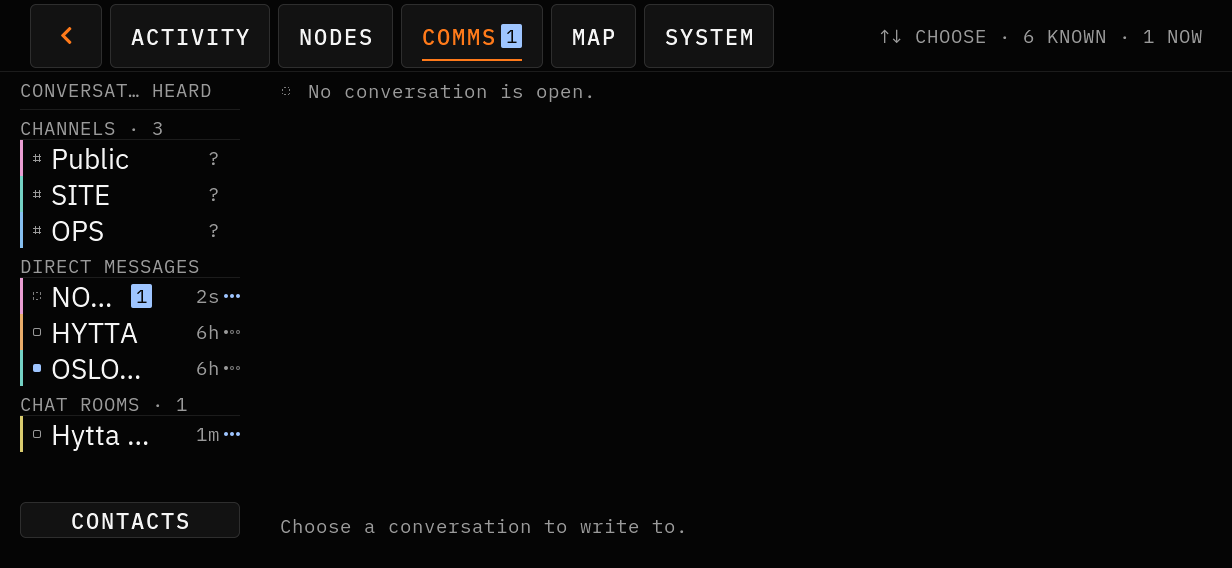 ACTIVITY NODES COMMS 1 MAP SYSTEM ↑↓ CHOOSE · 6 KNOWN · 1 NOW
CONVERSAT… HEARD
CHANNELS · 3
# Public ?
# SITE ?
# OPS ?
DIRECT MESSAGES
NO… 1 2s
HYTTA 6h
OSLO… 6h
CHAT ROOMS · 1
Hytta … 1m
CONTACTS
No conversation is open.
Choose a conversation to write to.